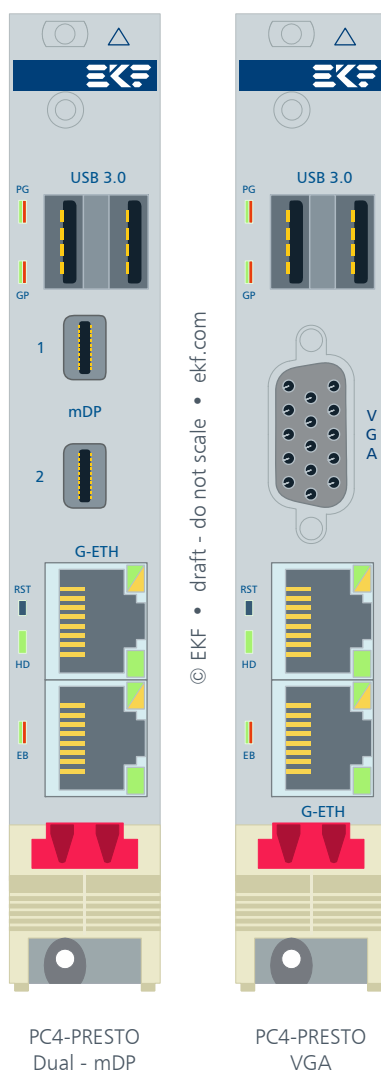 EKF
USB 3.0
PG
GP
1
mDP
2
G-ETH
RST
HD
EB
PC4-PRESTO
Dual - mDP
© EKF • draft - do not scale • ekf.com
EKF
USB 3.0
PG
GP
V
G
A
RST
HD
EB
G-ETH
PC4-PRESTO
VGA